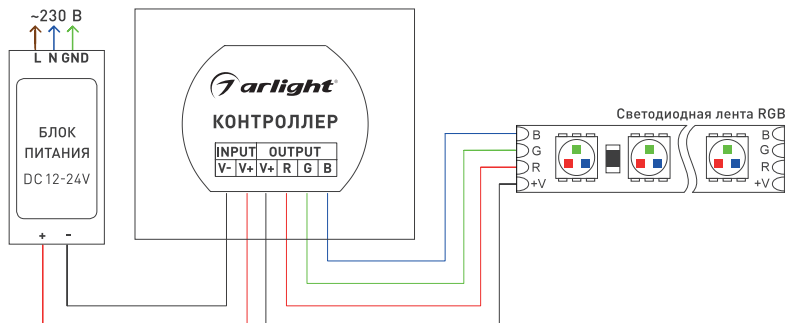 ~230 В
L N GND
БЛОК
ПИТАНИЯ
DC 12-24V
+ -
arlight®
КОНТРОЛЛЕР
INPUT OUTPUT
V- V+ V+ R G B
Светодиодная лента RGB
B B
G G
R R
+V +V